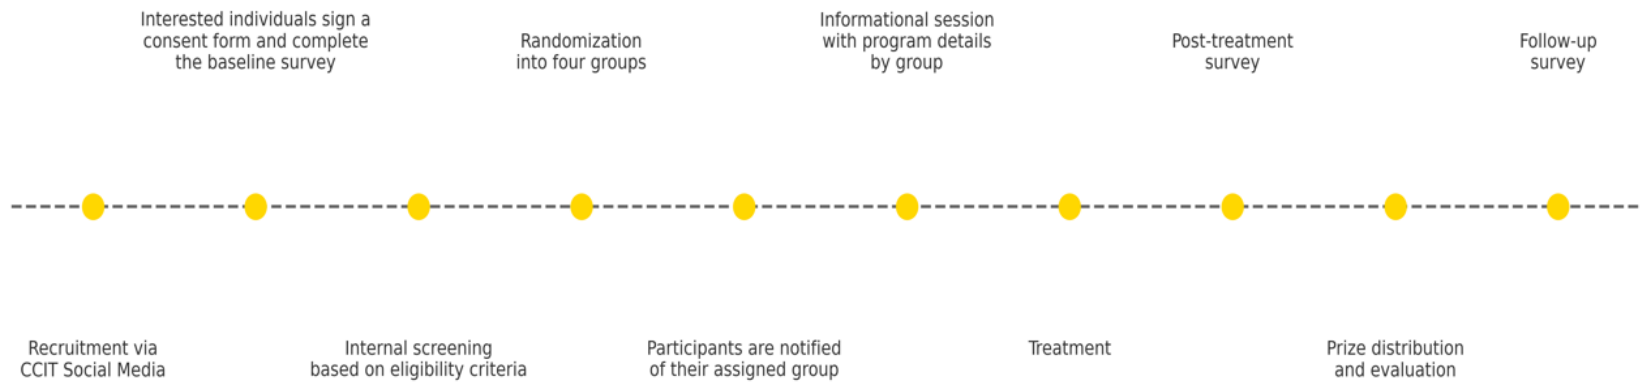 Interested individuals sign a
consent form and complete
the baseline survey
Randomization
into four groups
Informational session
with program details
by group
Post-treatment
survey
Follow-up
survey
Recruitment via
CCIT Social Media
Internal screening
based on eligibility criteria
Participants are notified
of their assigned group
Treatment
Prize distribution
and evaluation